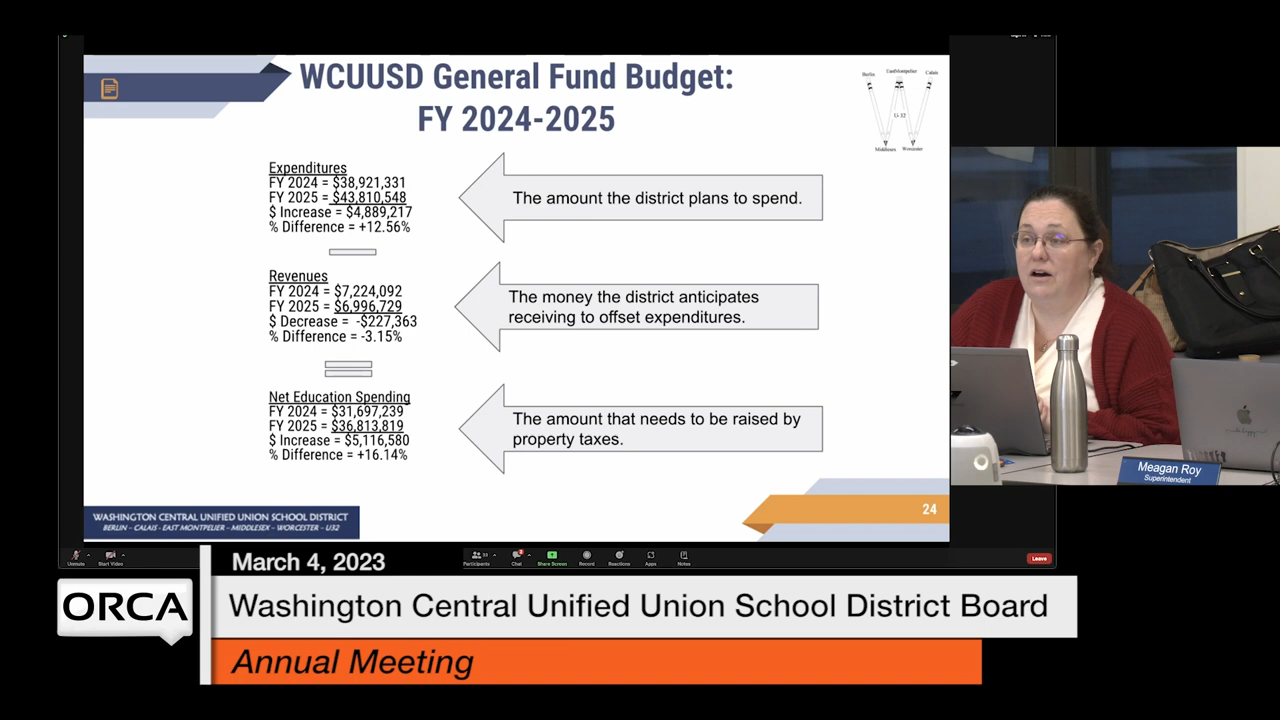 WCUUSD General Fund Budget:
FY 2024-2025
Berlin
EastMontpelier
Calais
U-32
Middlesex
Worcester
Expenditures
FY 2024 = $38,921,331
FY 2025 = $43,810,548
$ Increase = $4,889,217
% Difference = +12.56%
The amount the district plans to spend.
Revenues
FY 2024 = $7,224,092
FY 2025 = $6,996,729
$ Decrease = -$227,363
% Difference = -3.15%
The money the district anticipates
receiving to offset expenditures.
Net Education Spending
FY 2024 = $31,697,239
FY 2025 = $36,813,819
$ Increase = $5,116,580
% Difference = +16.14%
The amount that needs to be raised by
property taxes.
Meagan Roy
Superintendent
24
WASHINGTON CENTRAL UNIFIED UNION SCHOOL DISTRICT
BERLIN ~ CALAIS ~ EAST MONTPELIER ~ MIDDLESEX ~ WORCESTER ~ U32
Unmute
Start Video
Participants
Chat
Share Screen
Record
Reactions
Apps
Notes
Leave
March 4, 2023
ORCA
Washington Central Unified Union School District Board
Annual Meeting